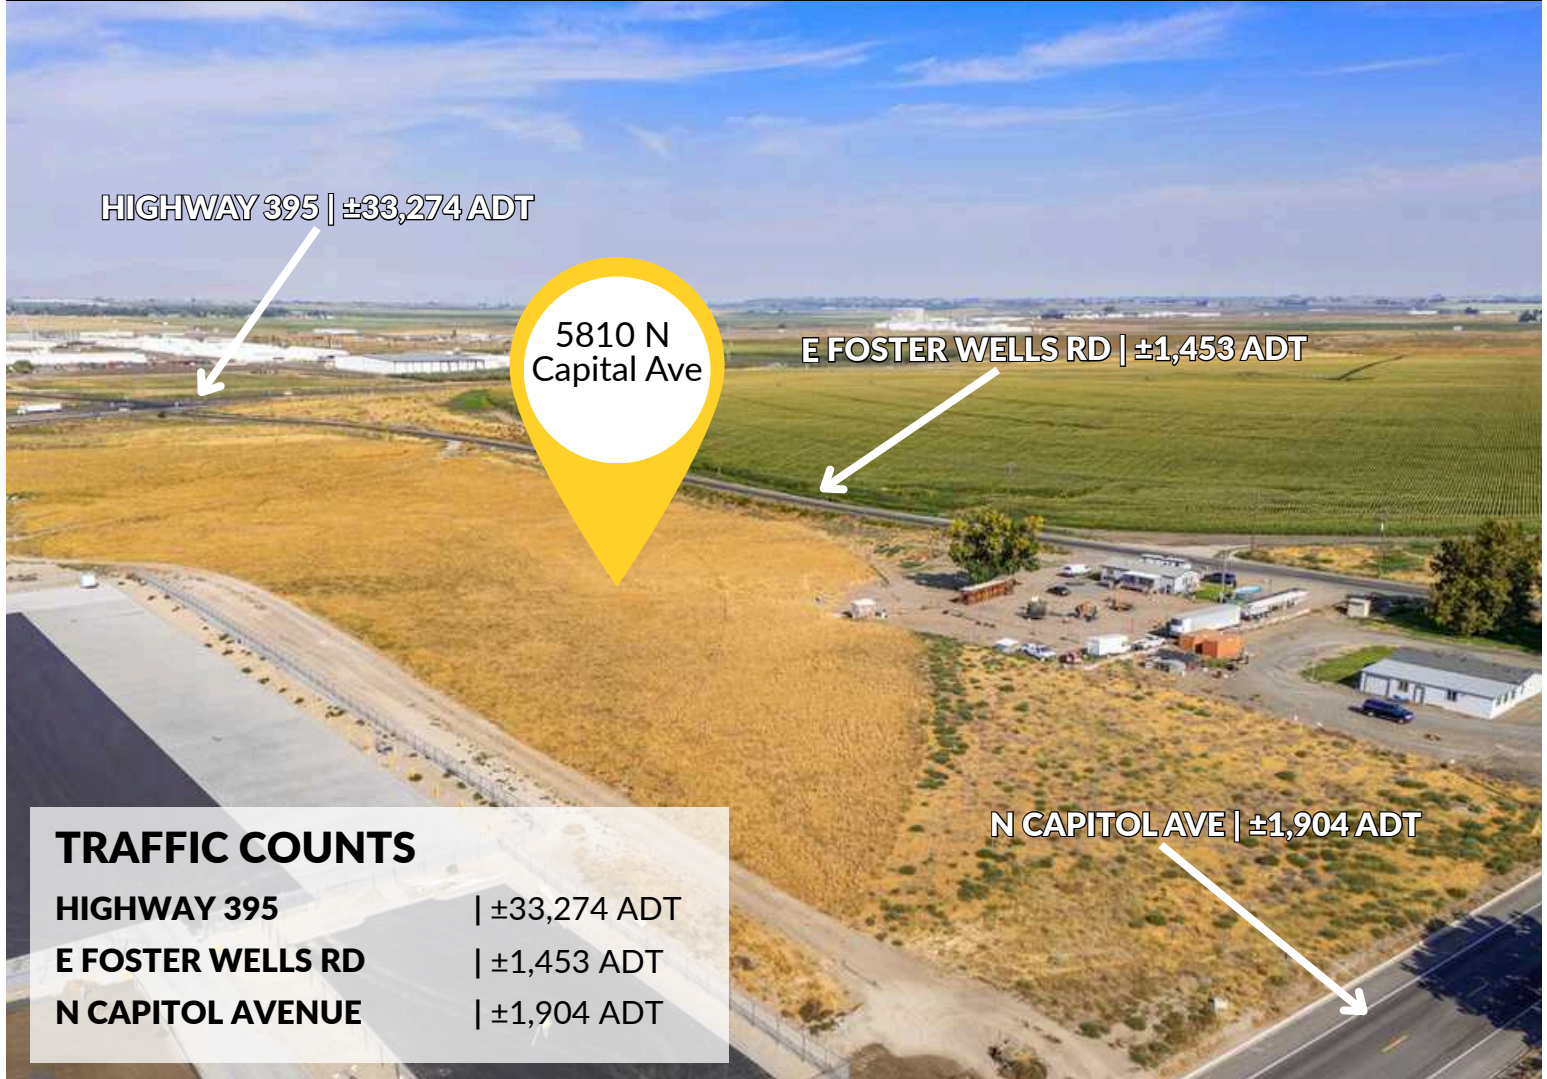 HIGHWAY 395 | ±33,274 ADT
5810 N
Capital Ave
E FOSTER WELLS RD | ±1,453 ADT
N CAPITOL AVE | ±1,904 ADT
TRAFFIC COUNTS
HIGHWAY 395 | ±33,274 ADT
E FOSTER WELLS RD | ±1,453 ADT
N CAPITOL AVENUE | ±1,904 ADT